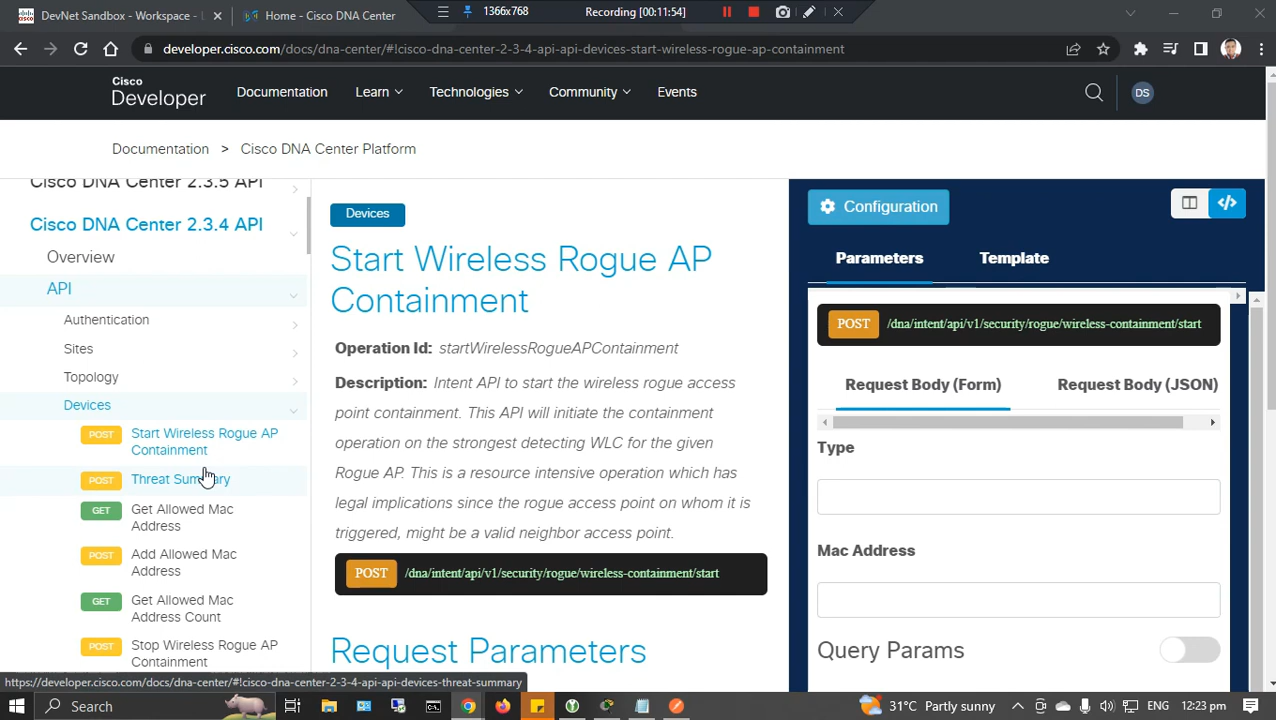 DevNet Sandbox - Workspace -
Home - Cisco DNA Center
1366x768
Recording [00:11:54]
developer.cisco.com/docs/dna-center/#!cisco-dna-center-2-3-4-api-api-devices-start-wireless-rogue-ap-containment
Cisco
Developer
Documentation
Learn
Technologies
Community
Events
DS
Documentation > Cisco DNA Center Platform
Cisco DNA Center 2.3.5 API
Cisco DNA Center 2.3.4 API
Overview
API
Authentication
Sites
Topology
Devices
POST Start Wireless Rogue AP
Containment
POST Threat Summary
GET Get Allowed Mac
Address
POST Add Allowed Mac
Address
GET Get Allowed Mac
Address Count
POST Stop Wireless Rogue AP
Containment
https://developer.cisco.com/docs/dna-center/#!cisco-dna-center-2-3-4-api-api-devices-threat-summary
Devices
Start Wireless Rogue AP
Containment
Operation Id: startWirelessRogueAPContainment
Description: Intent API to start the wireless rogue access
point containment. This API will initiate the containment
operation on the strongest detecting WLC for the given
Rogue AP. This is a resource intensive operation which has
legal implications since the rogue access point on whom it is
triggered, might be a valid neighbor access point.
POST /dna/intent/api/v1/security/rogue/wireless-containment/start
Request Parameters
Configuration
Parameters
Template
POST /dna/intent/api/v1/security/rogue/wireless-containment/start
Request Body (Form)
Request Body (JSON)
Type
Mac Address
Query Params
Search
31°C Partly sunny
ENG
12:23 pm